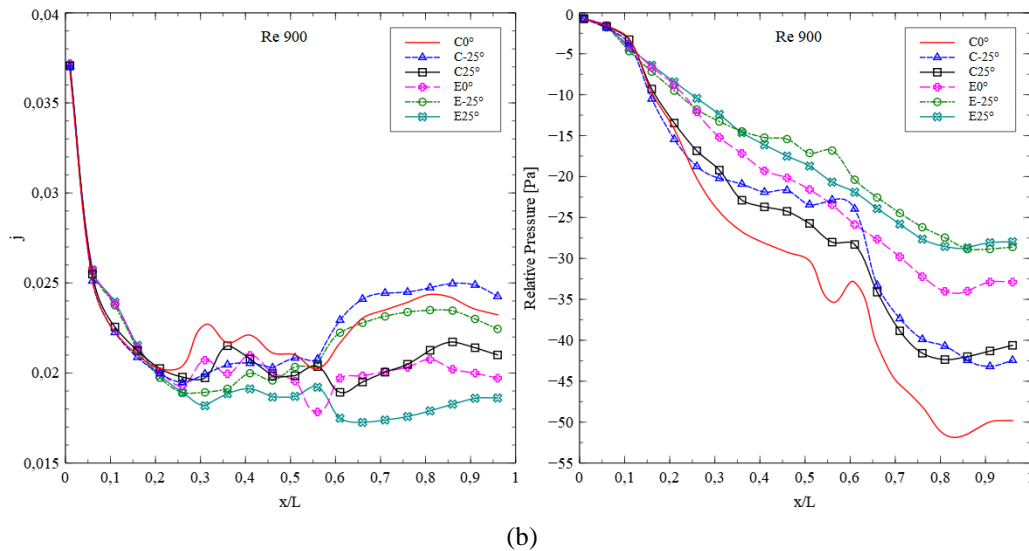 Re 900
C0°
C-25°
C25°
E0°
E-25°
E25°
0,04
0,035
0,03
0,025
0,02
0,015
j
0 0,1 0,2 0,3 0,4 0,5 0,6 0,7 0,8 0,9 1
x/L
Re 900
C0°
C-25°
C25°
E0°
E-25°
E25°
0
−5
−10
−15
−20
−25
−30
−35
−40
−45
−50
−55
Relative Pressure [Pa]
0 0,1 0,2 0,3 0,4 0,5 0,6 0,7 0,8 0,9 1
x/L
(b)